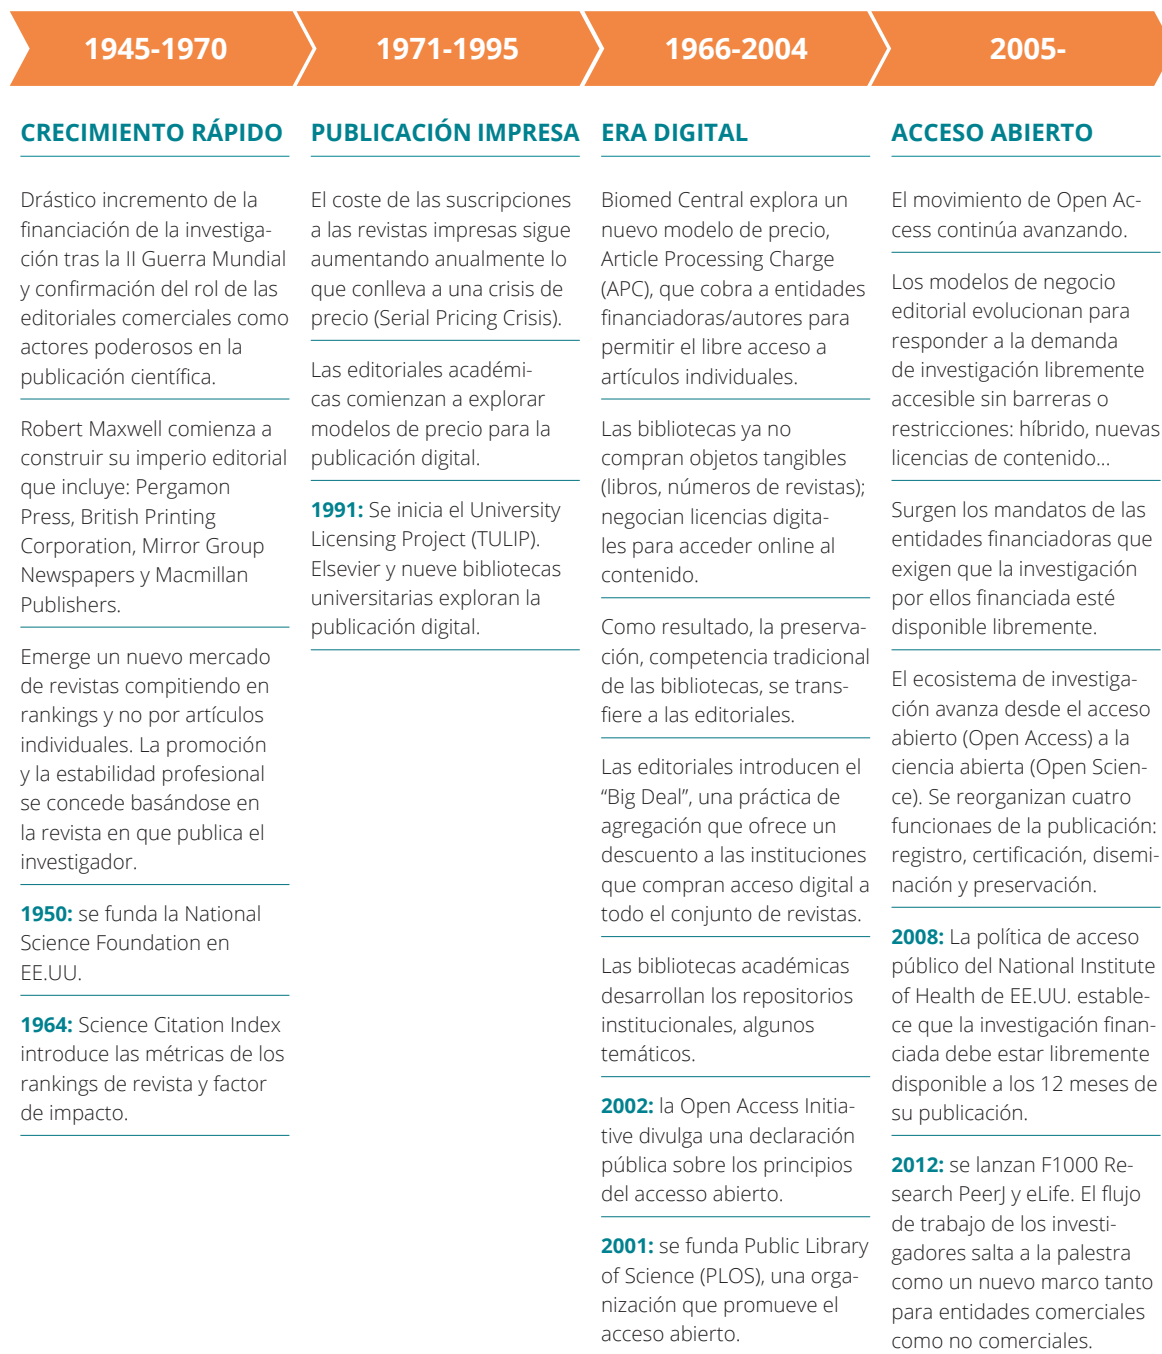 1945-1970
1971-1995
1966-2004
2005-
CRECIMIENTO RÁPIDO
Drástico incremento de la
financiación de la investiga-
ción tras la II Guerra Mundial
y confirmación del rol de las
editoriales comerciales como
actores poderosos en la
publicación científica.
Robert Maxwell comienza a
construir su imperio editorial
que incluye: Pergamon
Press, British Printing
Corporation, Mirror Group
Newspapers y Macmillan
Publishers.
Emerge un nuevo mercado
de revistas compitiendo en
rankings y no por artículos
individuales. La promoción
y la estabilidad profesional
se concede basándose en
la revista en que publica el
investigador.
1950: se funda la National
Science Foundation en
EE.UU.
1964: Science Citation Index
introduce las métricas de los
rankings de revista y factor
de impacto.
PUBLICACIÓN IMPRESA
El coste de las suscripciones
a las revistas impresas sigue
aumentando anualmente lo
que conlleva a una crisis de
precio (Serial Pricing Crisis).
Las editoriales académi-
cas comienzan a explorar
modelos de precio para la
publicación digital.
1991: Se inicia el University
Licensing Project (TULIP).
Elsevier y nueve bibliotecas
universitarias exploran la
publicación digital.
ERA DIGITAL
Biomed Central explora un
nuevo modelo de precio,
Article Processing Charge
(APC), que cobra a entidades
financiadoras/autores para
permitir el libre acceso a
artículos individuales.
Las bibliotecas ya no
compran objetos tangibles
(libros, números de revistas);
negocian licencias digita-
les para acceder online al
contenido.
Como resultado, la preserva-
ción, competencia tradicional
de las bibliotecas, se trans-
fiere a las editoriales.
Las editoriales introducen el
“Big Deal”, una práctica de
agregación que ofrece un
descuento a las instituciones
que compran acceso digital a
todo el conjunto de revistas.
Las bibliotecas académicas
desarrollan los repositorios
institucionales, algunos
temáticos.
2002: la Open Access Initia-
tive divulga una declaración
pública sobre los principios
del accesso abierto.
2001: se funda Public Library
of Science (PLOS), una orga-
nización que promueve el
acceso abierto.
ACCESO ABIERTO
El movimiento de Open Ac-
cess continúa avanzando.
Los modelos de negocio
editorial evolucionan para
responder a la demanda
de investigación libremente
accesible sin barreras o
restricciones: híbrido, nuevas
licencias de contenido...
Surgen los mandatos de las
entidades financiadoras que
exigen que la investigación
por ellos financiada esté
disponible libremente.
El ecosistema de investiga-
ción avanza desde el acceso
abierto (Open Access) a la
ciencia abierta (Open Scien-
ce). Se reorganizan cuatro
funcionaes de la publicación:
registro, certificación, disemi-
nación y preservación.
2008: La política de acceso
público del National Institute
of Health de EE.UU. estable-
ce que la investigación finan-
ciada debe estar libremente
disponible a los 12 meses de
su publicación.
2012: se lanzan F1000 Re-
search PeerJ y eLife. El flujo
de trabajo de los investi-
gadores salta a la palestra
como un nuevo marco tanto
para entidades comerciales
como no comerciales.